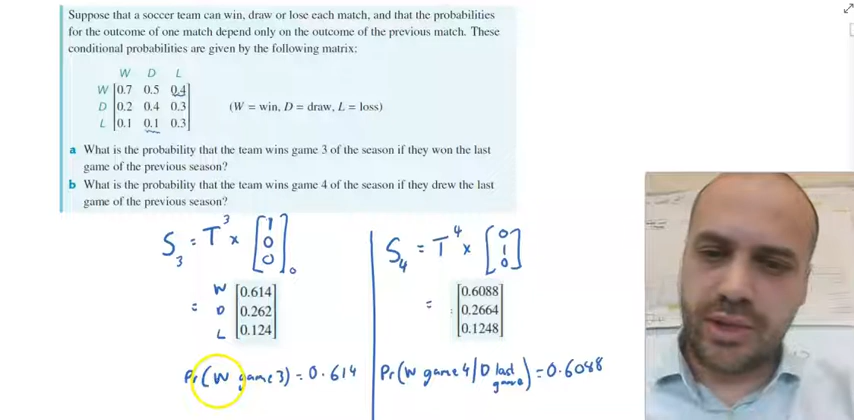 Suppose that a soccer team can win, draw or lose each match, and that the probabilities
for the outcome of one match depend only on the outcome of the previous match. These
conditional probabilities are given by the following matrix:
W D L
W 0.7 0.5 0.4
D 0.2 0.4 0.3 (W = win, D = draw, L = loss)
L 0.1 0.1 0.3
a What is the probability that the team wins game 3 of the season if they won the last
game of the previous season?
b What is the probability that the team wins game 4 of the season if they drew the last
game of the previous season?
S₃ = T³ × [1 0 0]₀
= W D L [0.614 0.262 0.124]
Pr(W game 3) = 0.614
S₄ = T⁴ × [0 1 0]
= [0.6088 0.2664 0.1248]
Pr(W game 4 / D last game) = 0.6088